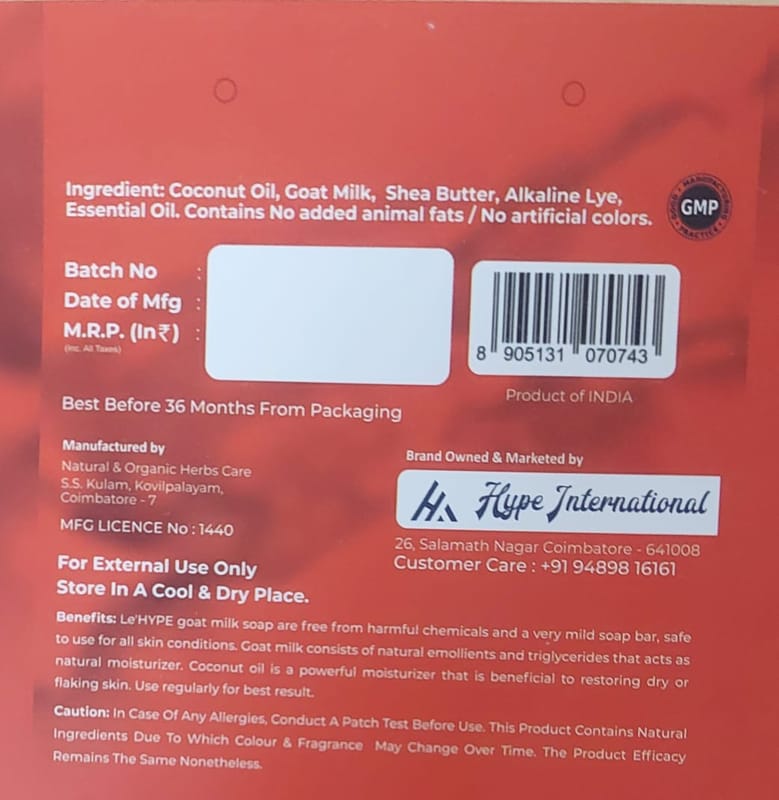 Ingredient: Coconut Oil, Goat Milk, Shea Butter, Alkaline Lye,
Essential Oil. Contains No added animal fats / No artificial colors.
GOOD • MANUFACTURING • PRACTICE
GMP
Batch No :
Date of Mfg :
M.R.P. (In₹) :
(Inc. All Taxes)
8 905131 070743
Product of INDIA
Best Before 36 Months From Packaging
Manufactured by
Natural & Organic Herbs Care
S.S. Kulam, Kovilpalayam,
Coimbatore - 7
MFG LICENCE No : 1440
Brand Owned & Marketed by
Hype International
26, Salamath Nagar Coimbatore - 641008
Customer Care : +91 94898 16161
For External Use Only
Store In A Cool & Dry Place.
Benefits: Le'HYPE goat milk soap are free from harmful chemicals and a very mild soap bar, safe
to use for all skin conditions. Goat milk consists of natural emollients and triglycerides that acts as
natural moisturizer. Coconut oil is a powerful moisturizer that is beneficial to restoring dry or
flaking skin. Use regularly for best result.
Caution: In Case Of Any Allergies, Conduct A Patch Test Before Use. This Product Contains Natural
Ingredients Due To Which Colour & Fragrance May Change Over Time. The Product Efficacy
Remains The Same Nonetheless.